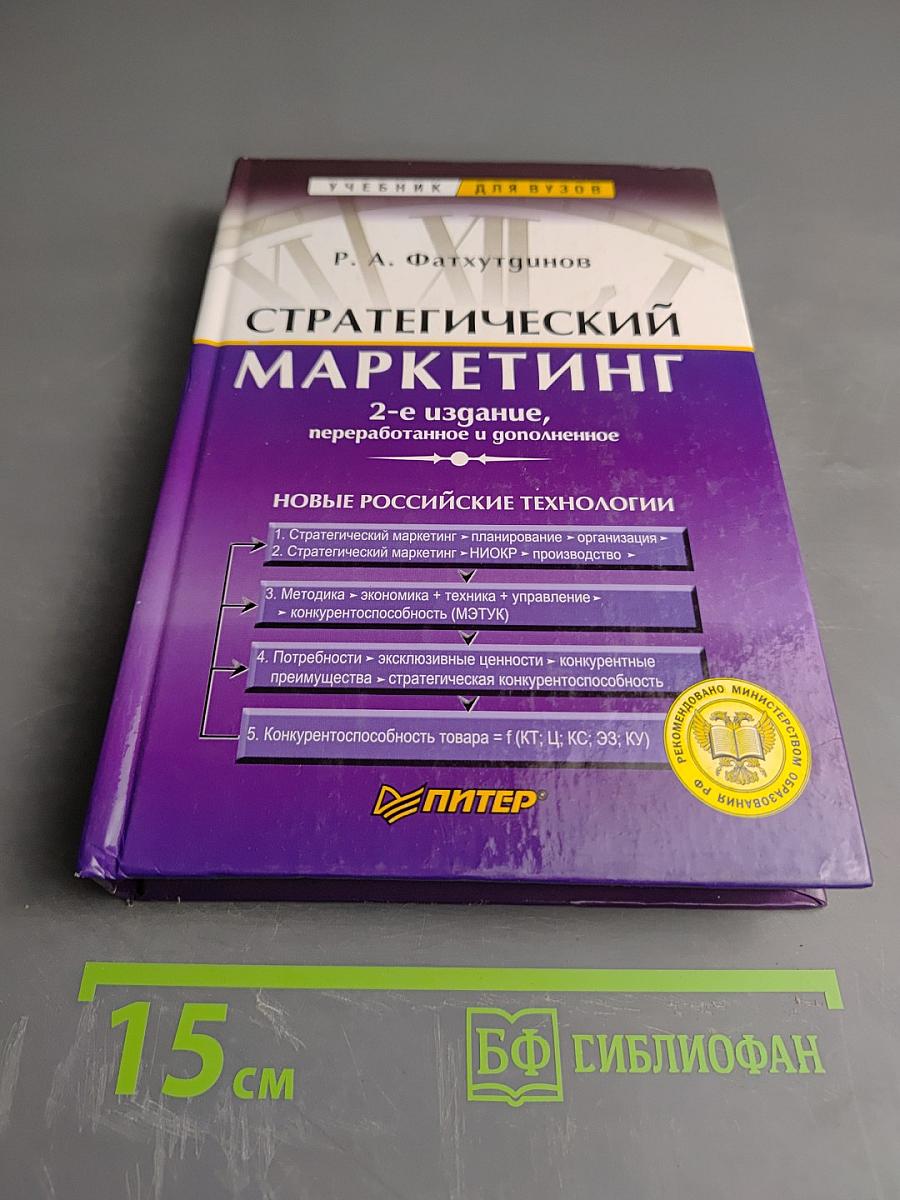 УЧЕБНИК ДЛЯ ВУЗОВ
Р. А. Фатхутдинов
СТРАТЕГИЧЕСКИЙ
МАРКЕТИНГ
2-е издание,
переработанное и дополненное
НОВЫЕ РОССИЙСКИЕ ТЕХНОЛОГИИ
1. Стратегический маркетинг ➢ планирование ➢ организация ➢
2. Стратегический маркетинг ➢ НИОКР ➢ производство ➢
3. Методика ➢ экономика + техника + управление ➢
➢ конкурентоспособность (МЭТУК)
4. Потребности ➢ эксклюзивные ценности ➢ конкурентные
преимущества ➢ стратегическая конкурентоспособность
5. Конкурентоспособность товара = f (КТ; Ц; КС; ЭЗ; КУ)
РЕКОМЕНДОВАНО МИНИСТЕРСТВОМ ОБРАЗОВАНИЯ РФ
ПИТЕР®
15 см
БФ БИБЛИОФАН